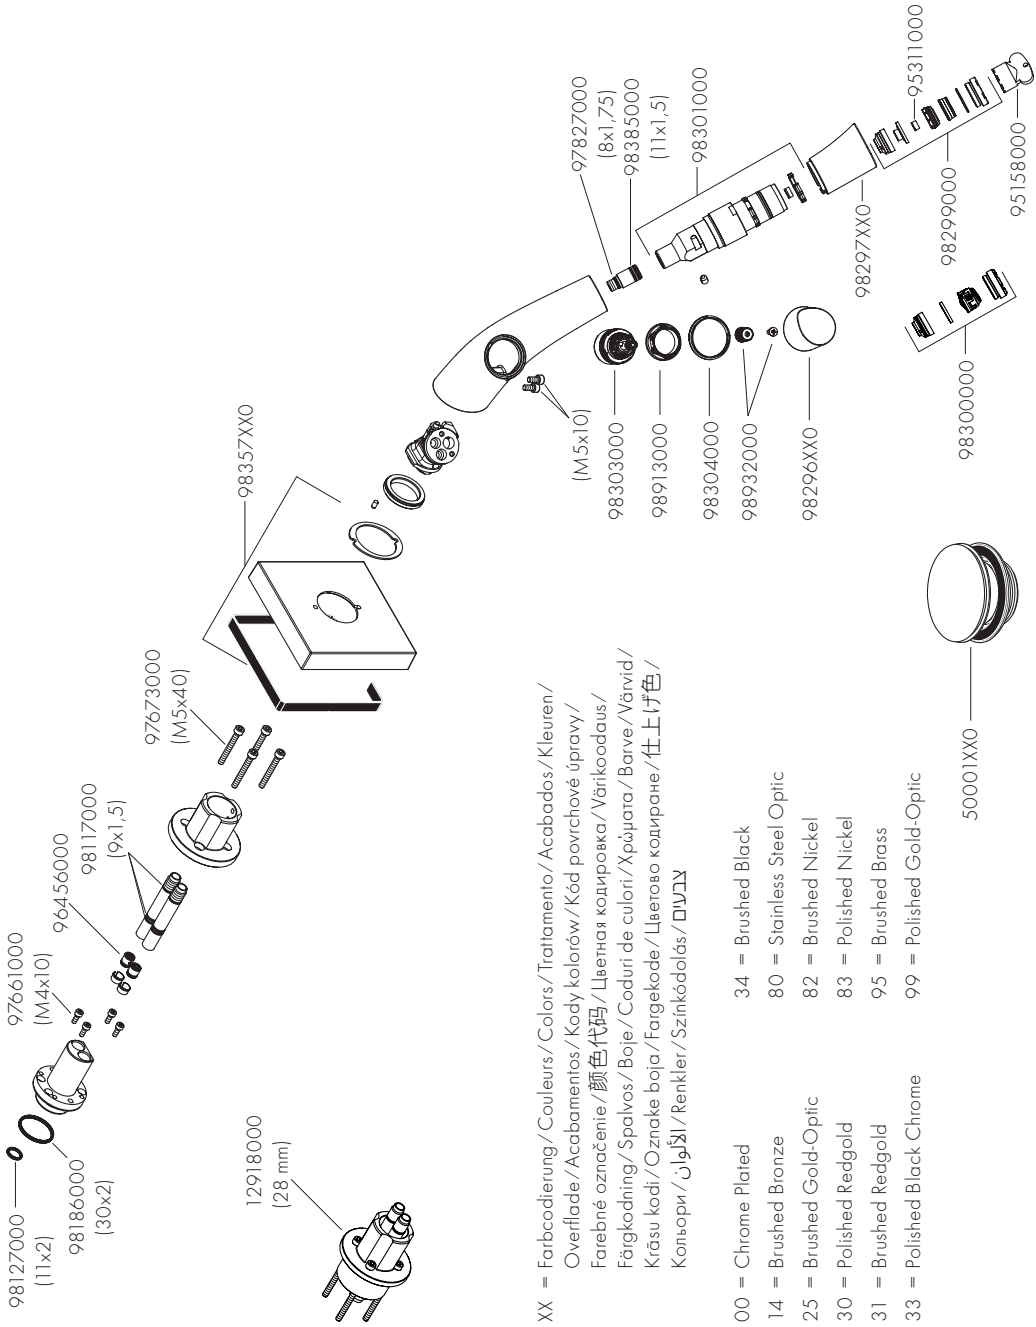 98127000
(11x2)
98186000
(30x2)
97661000
(M4x10)
96456000
98117000
(9x1,5)
97673000
(M5x40)
98357XX0
(M5x10)
97827000
(8x1,75)
98385000
(11x1,5)
98301000
98303000
98913000
98304000
98932000
98296XX0
98297XX0
98299000
95311000
95158000
98300000
12918000
(28 mm)
50001XX0
XX = Farbcodierung / Couleurs / Colors / Trattamento / Acabados / Kleuren /
Overflade / Acabamentos / Kody kolorów / Kód povrchové úpravy /
Farebné označenie / 颜色代码 / Цветная кодировка / Värikoodaus /
Färgkodning / Spalvos / Boje / Coduri de culori / Χρώματα / Barve / Värvid /
Krāsu kodi / Oznake boja / Fargekode / Цветово кодиране / 仕上げ色 /
Кольори / الألوان / Renkler / Színkódolás / צבעים
00 = Chrome Plated
14 = Brushed Bronze
25 = Brushed Gold-Optic
30 = Polished Redgold
31 = Brushed Redgold
33 = Polished Black Chrome
34 = Brushed Black
80 = Stainless Steel Optic
82 = Brushed Nickel
83 = Polished Nickel
95 = Brushed Brass
99 = Polished Gold-Optic